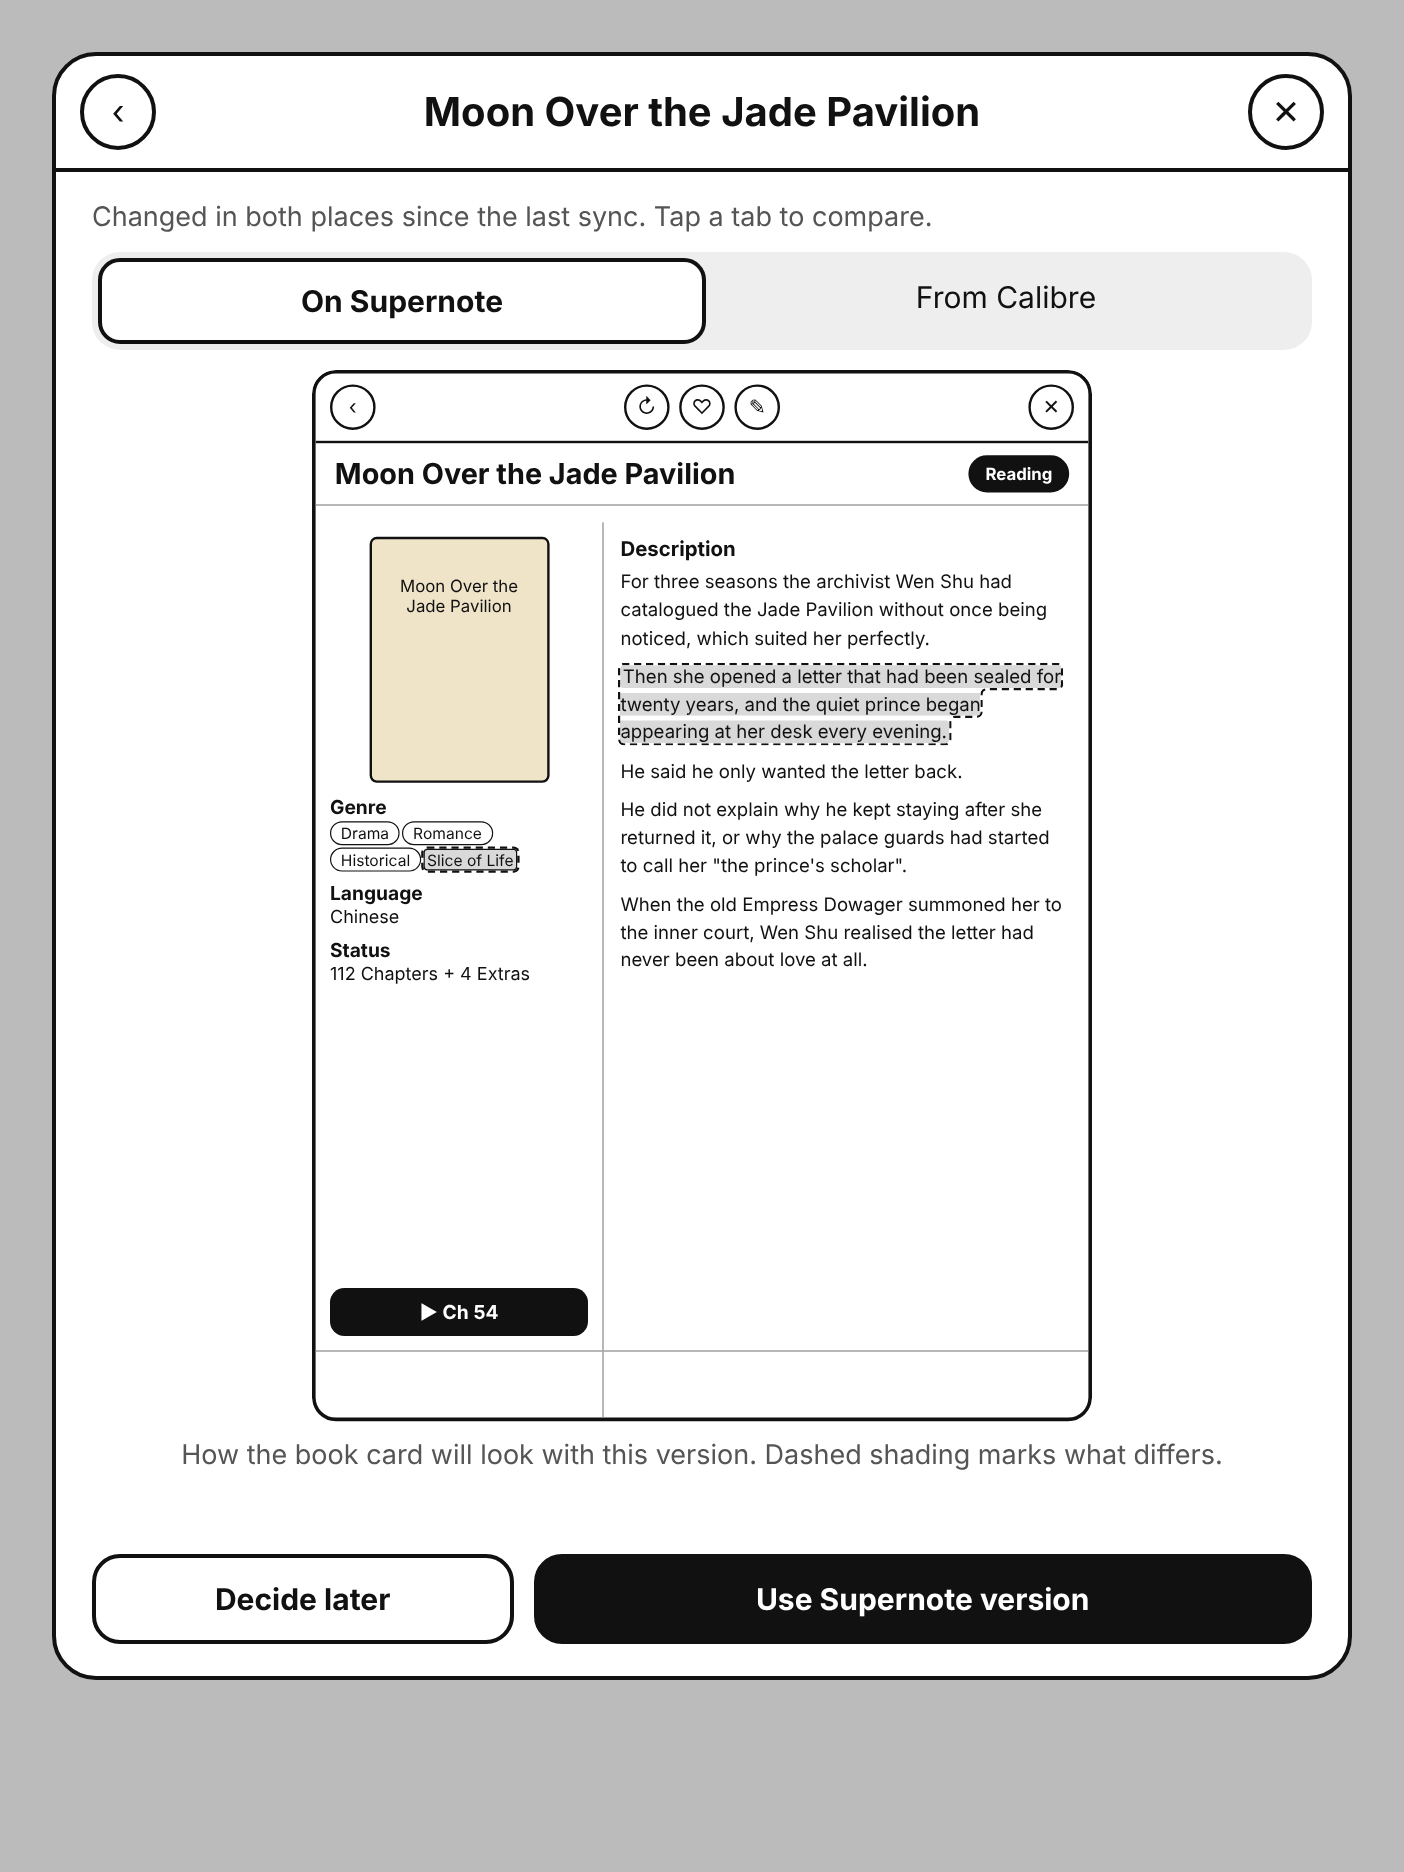 Moon Over the Jade Pavilion
Changed in both places since the last sync. Tap a tab to compare.
On Supernote
From Calibre
Moon Over the Jade Pavilion
Reading
Moon Over the
Jade Pavilion
Genre
Drama
Romance
Historical
Slice of Life
Language
Chinese
Status
112 Chapters + 4 Extras
▶ Ch 54
Description
For three seasons the archivist Wen Shu had
catalogued the Jade Pavilion without once being
noticed, which suited her perfectly.
Then she opened a letter that had been sealed for
twenty years, and the quiet prince began
appearing at her desk every evening.
He said he only wanted the letter back.
He did not explain why he kept staying after she
returned it, or why the palace guards had started
to call her "the prince's scholar".
When the old Empress Dowager summoned her to
the inner court, Wen Shu realised the letter had
never been about love at all.
How the book card will look with this version. Dashed shading marks what differs.
Decide later
Use Supernote version